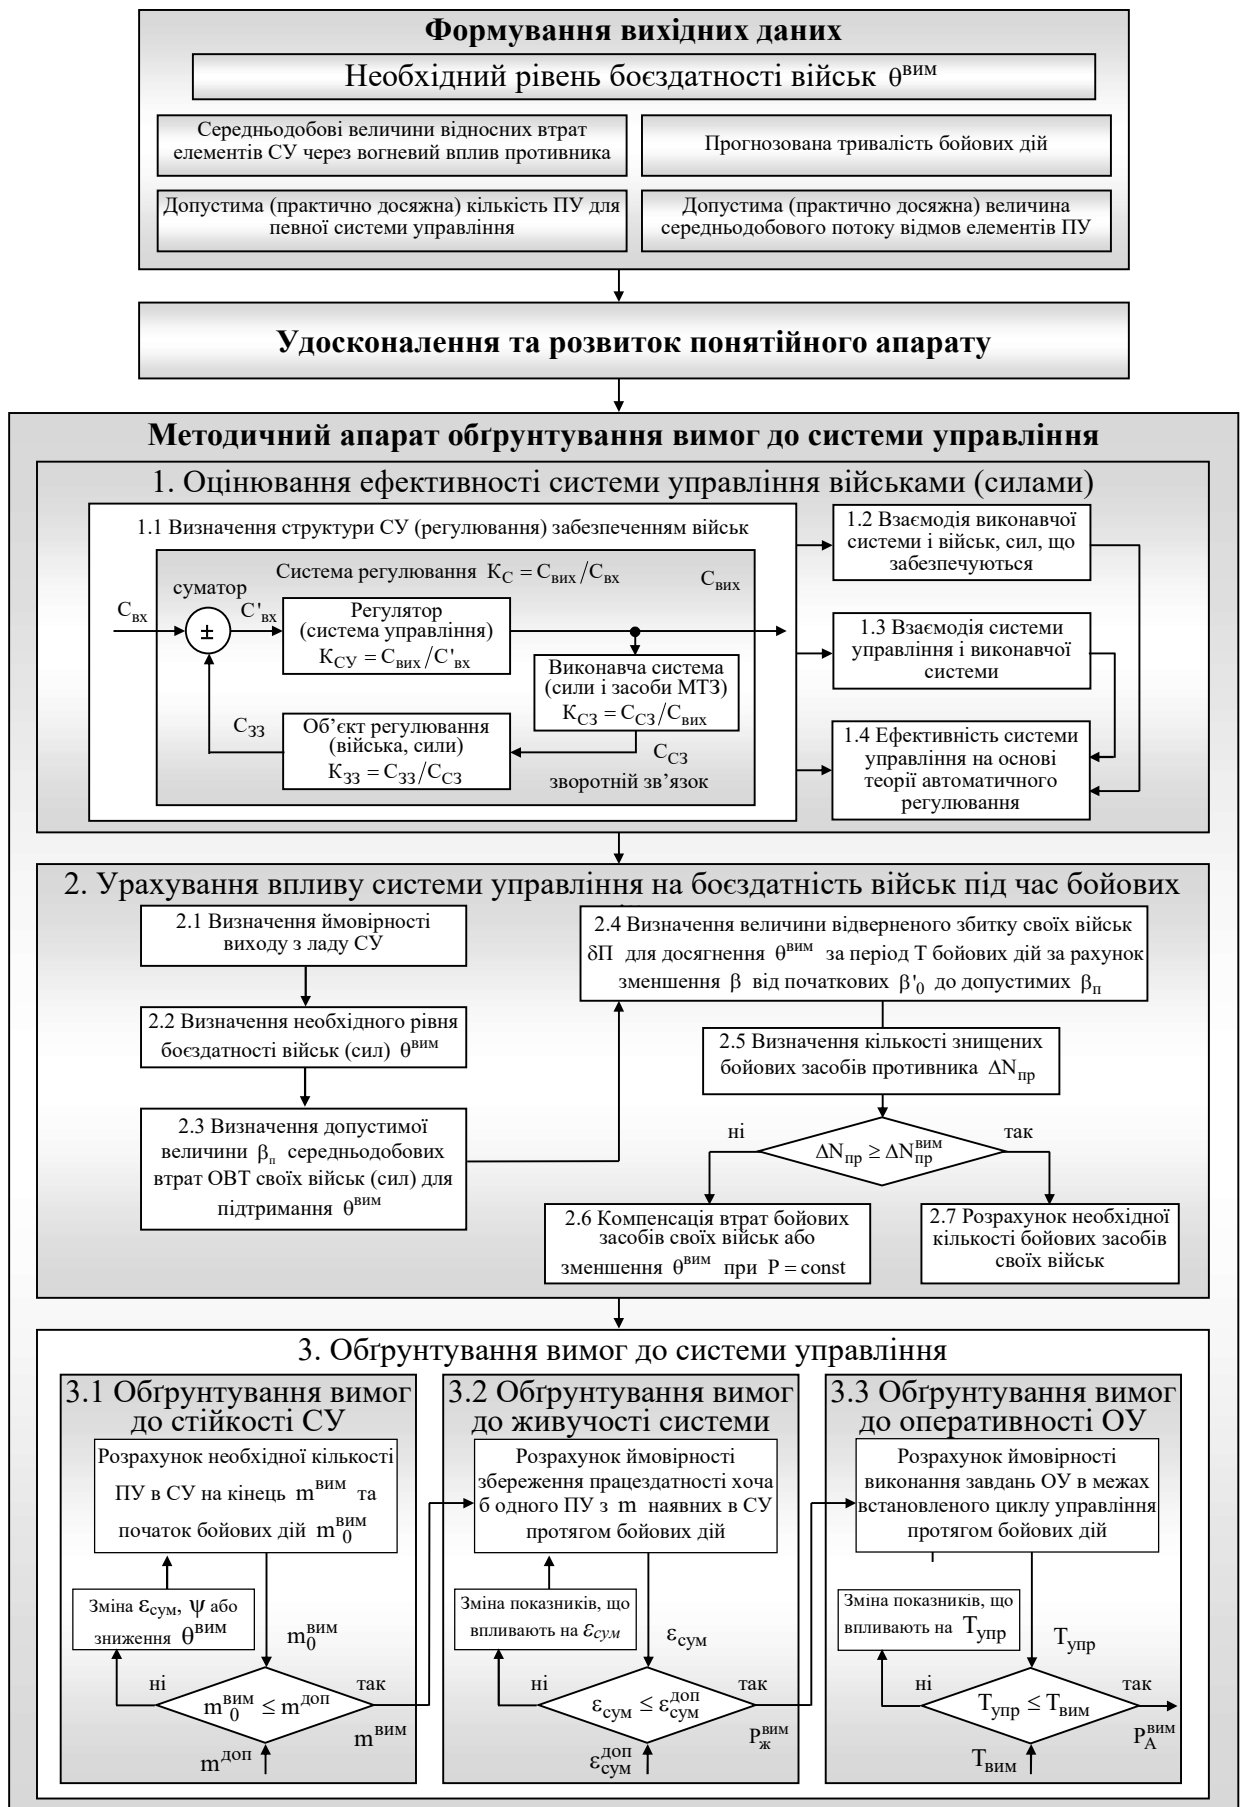 Формування вихідних даних
Необхідний рівень боєздатності військ θ^вим
Середньодобові величини відносних втрат
елементів СУ через вогневий вплив противника
Прогнозована тривалість бойових дій
Допустима (практично досяжна) кількість ПУ для
певної системи управління
Допустима (практично досяжна) величина
середньодобового потоку відмов елементів ПУ
Удосконалення та розвиток понятійного апарату
Методичний апарат обґрунтування вимог до системи управління
1. Оцінювання ефективності системи управління військами (силами)
1.1 Визначення структури СУ (регулювання) забезпеченням військ
Система регулювання K_С = C_вих/C_вх
C_вих
суматор
C_вх
C'_вх
±
Регулятор
(система управління)
K_СУ = C_вих/C'_вх
Виконавча система
(сили і засоби МТЗ)
K_СЗ = C_СЗ/C_вих
C_ЗЗ
Об’єкт регулювання
(війська, сили)
K_ЗЗ = C_ЗЗ/C_СЗ
C_СЗ
зворотній зв’язок
1.2 Взаємодія виконавчої
системи і військ, сил, що
забезпечуються
1.3 Взаємодія системи
управління і виконавчої
системи
1.4 Ефективність системи
управління на основі
теорії автоматичного
регулювання
2. Урахування впливу системи управління на боєздатність військ під час бойових
2.1 Визначення ймовірності
виходу з ладу СУ
2.2 Визначення необхідного рівня
боєздатності військ (сил) θ^вим
2.3 Визначення допустимої
величини β_п середньодобових
втрат ОВТ своїх військ (сил) для
підтримання θ^вим
2.4 Визначення величини відверненого збитку своїх військ
δП для досягнення θ^вим за період T бойових дій за рахунок
зменшення β від початкових β'_0 до допустимих β_п
2.5 Визначення кількості знищених
бойових засобів противника ΔN_пр
ні
так
ΔN_пр ≥ ΔN_пр^вим
2.6 Компенсація втрат бойових
засобів своїх військ або
зменшення θ^вим при P = const
2.7 Розрахунок необхідної
кількості бойових засобів
своїх військ
3. Обґрунтування вимог до системи управління
3.1 Обґрунтування вимог
до стійкості СУ
Розрахунок необхідної кількості
ПУ в СУ на кінець m^вим та
початок бойових дій m_0^вим
Зміна ε_сум, ψ або
зниження θ^вим
m_0^вим
ні
так
m_0^вим ≤ m^доп
m^вим
m^доп
3.2 Обґрунтування вимог
до живучості системи
Розрахунок ймовірності
збереження працездатності хоча
б одного ПУ з m наявних в СУ
протягом бойових дій
Зміна показників, що
впливають на ε_сум
ε_сум
ні
так
ε_сум ≤ ε_сум^доп
P_ж^вим
ε_сум^доп
3.3 Обґрунтування вимог
до оперативності ОУ
Розрахунок ймовірності
виконання завдань ОУ в межах
встановленого циклу управління
протягом бойових дій
Зміна показників, що
впливають на T_упр
T_упр
ні
так
T_упр ≤ T_вим
P_А^вим
T_вим